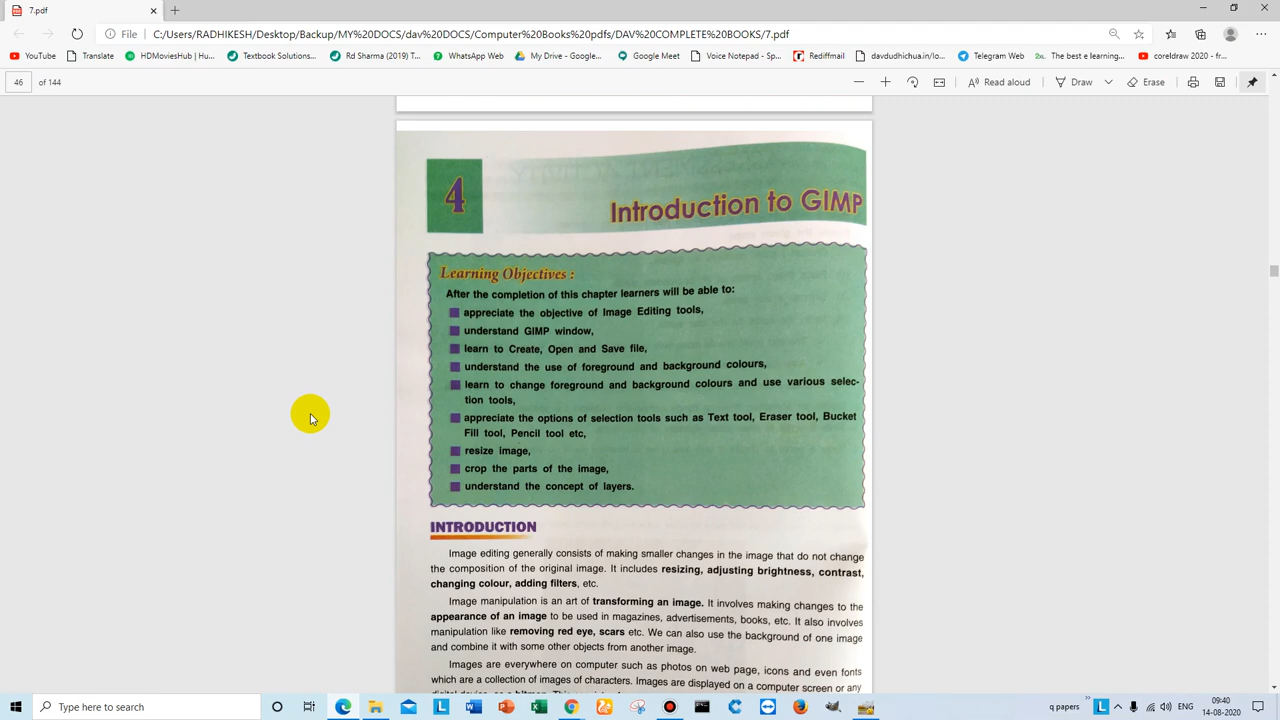 7.pdf
File
C:/Users/RADHIKESH/Desktop/Backup/MY%20DOCS/dav%20DOCS/Computer%20Books%20pdfs/DAV%20COMPLETE%20BOOKS/7.pdf
YouTube
Translate
HDMoviesHub | Hu...
Textbook Solutions...
Rd Sharma (2019) T...
WhatsApp Web
My Drive - Google...
Google Meet
Voice Notepad - Sp...
Rediffmail
davdudhichua.in/lo...
Telegram Web
The best e learning...
coreldraw 2020 - fr...
46 of 144
Read aloud
Draw
Erase
4
Introduction to GIMP
Learning Objectives :
After the completion of this chapter learners will be able to:
appreciate the objective of Image Editing tools,
understand GIMP window,
learn to Create, Open and Save file,
understand the use of foreground and background colours,
learn to change foreground and background colours and use various selec-
tion tools,
appreciate the options of selection tools such as Text tool, Eraser tool, Bucket
Fill tool, Pencil tool etc,
resize image,
crop the parts of the image,
understand the concept of layers.
INTRODUCTION
Image editing generally consists of making smaller changes in the image that do not change
the composition of the original image. It includes resizing, adjusting brightness, contrast,
changing colour, adding filters, etc.
Image manipulation is an art of transforming an image. It involves making changes to the
appearance of an image to be used in magazines, advertisements, books, etc. It also involves
manipulation like removing red eye, scars etc. We can also use the background of one image
and combine it with some other objects from another image.
Images are everywhere on computer such as photos on web page, icons and even fonts
which are a collection of images of characters. Images are displayed on a computer screen or any
Type here to search
q papers
ENG
09:40
14-08-2020